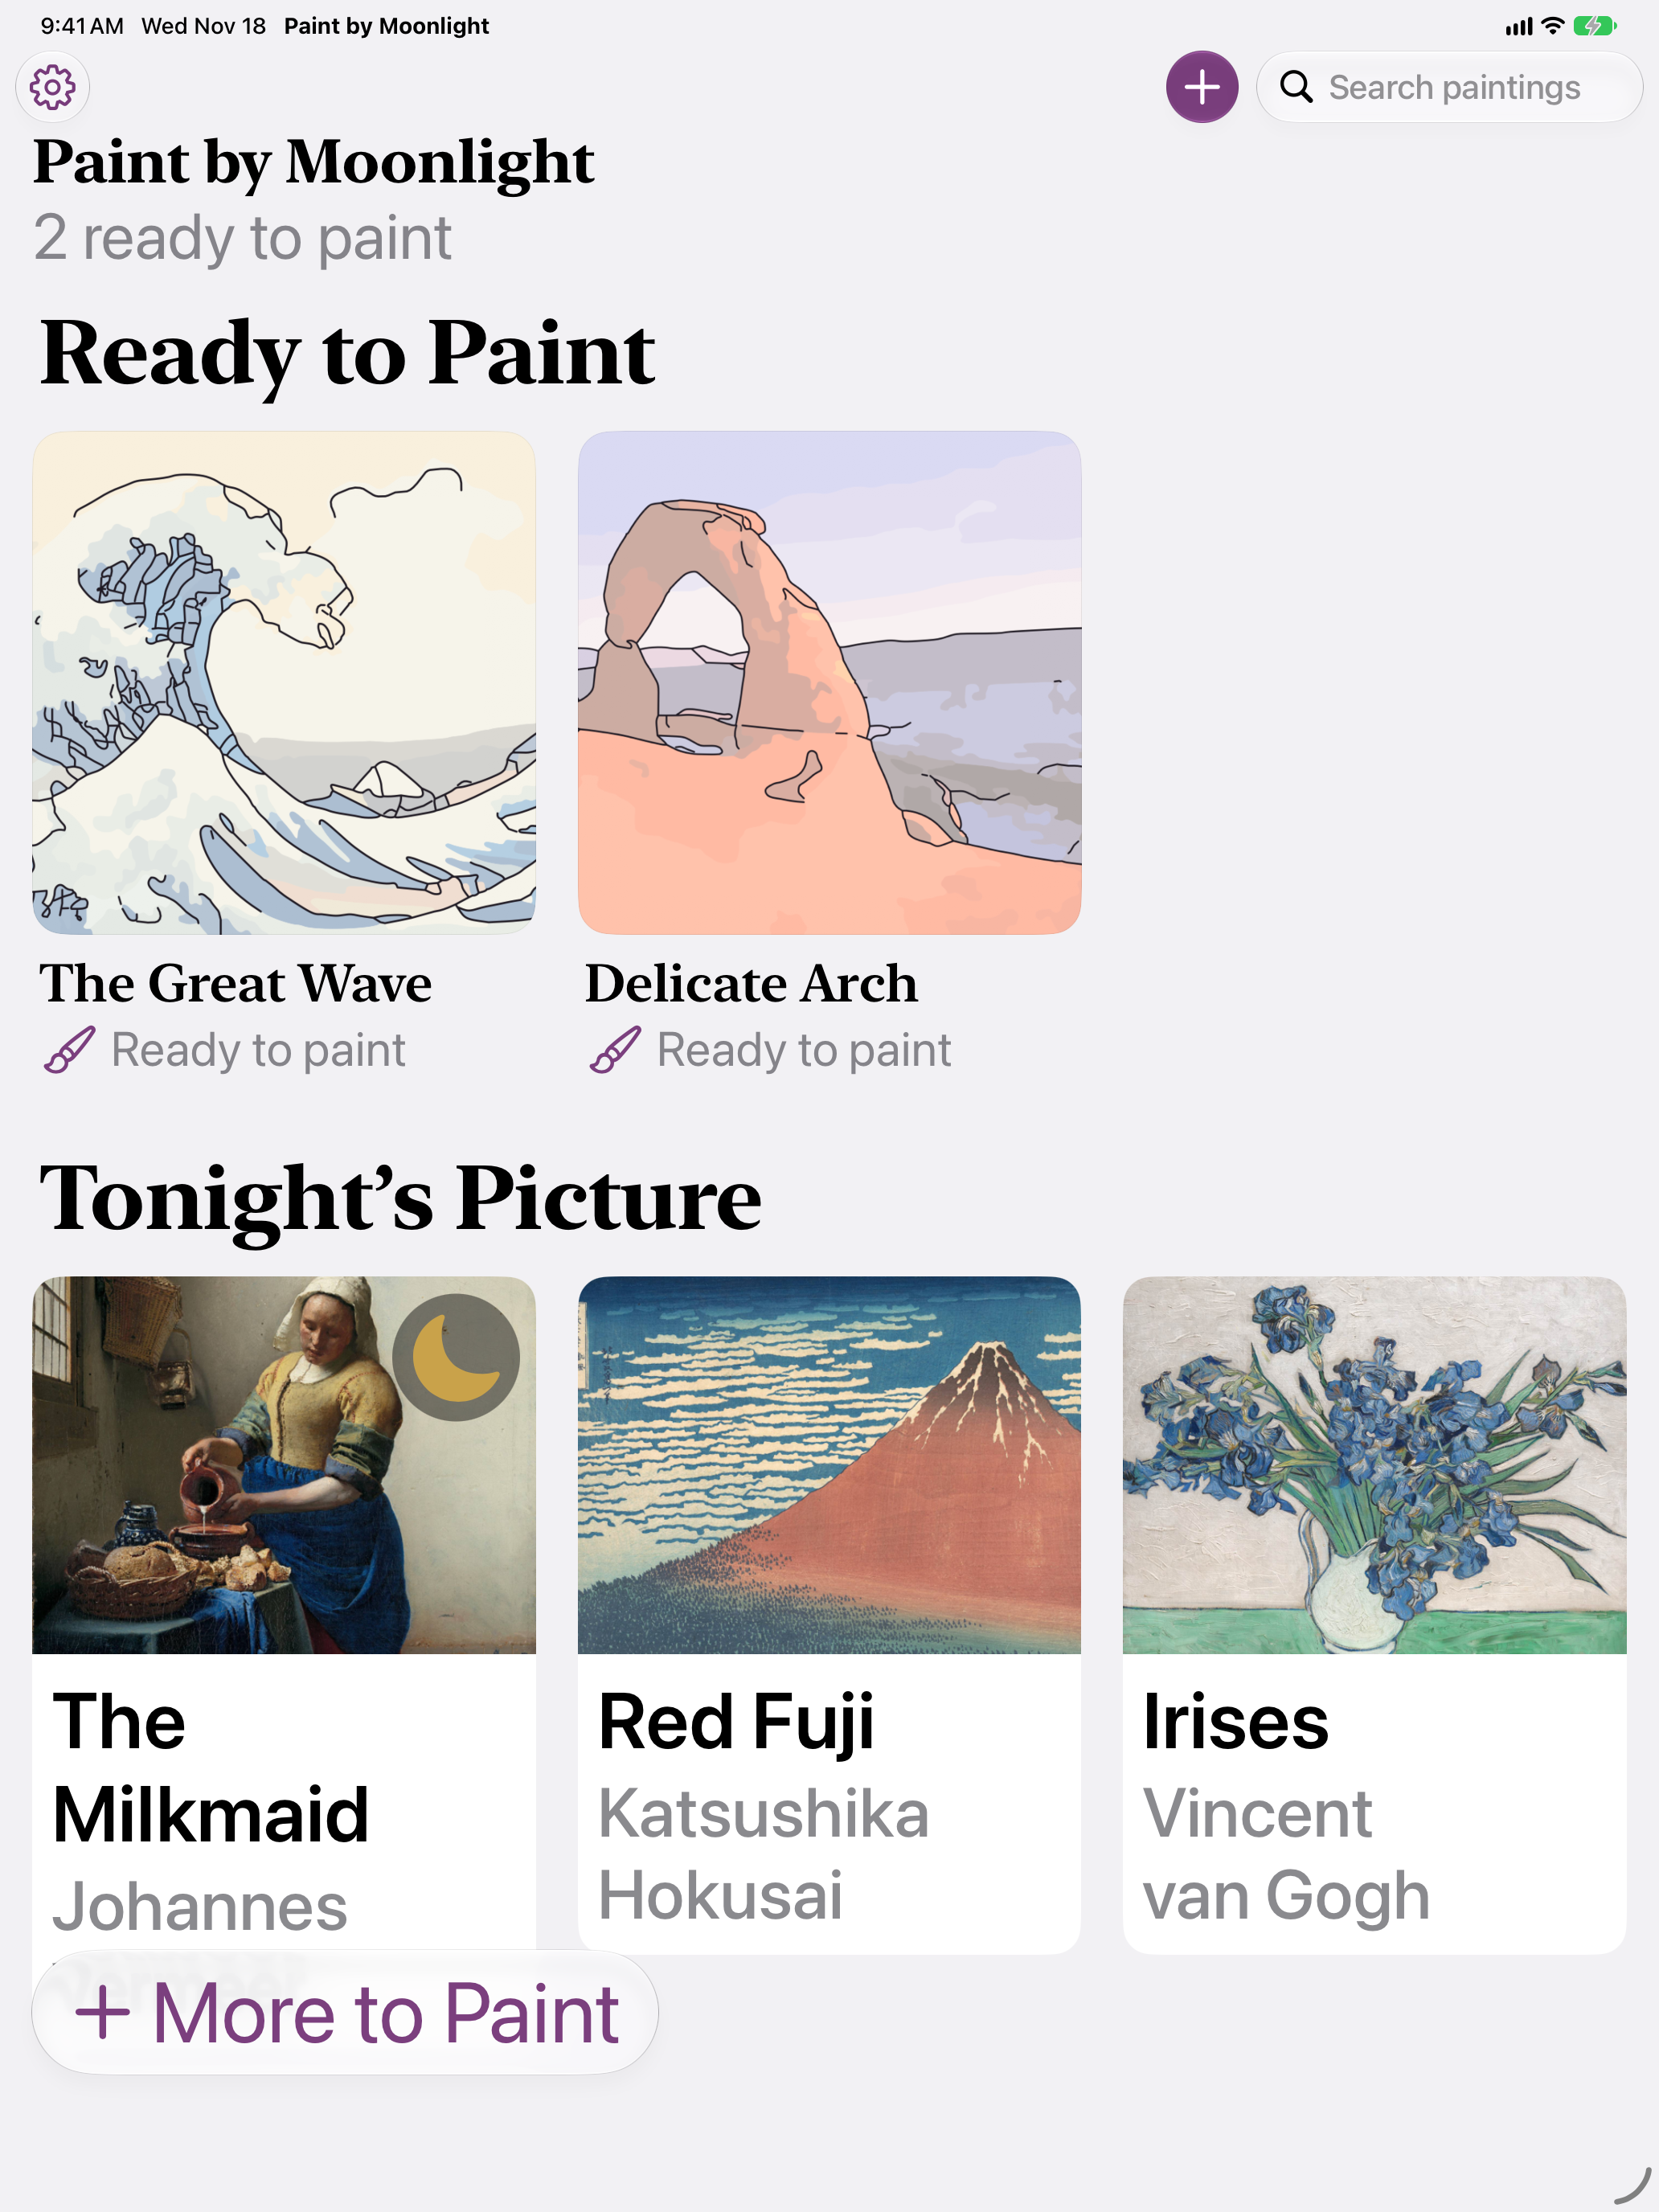 9:41 AM Wed Nov 18 Paint by Moonlight
Search paintings
Paint by Moonlight
2 ready to paint
Ready to Paint
The Great Wave
Ready to paint
Delicate Arch
Ready to paint
Tonight’s Picture
The
Milkmaid
Johannes
Red Fuji
Katsushika
Hokusai
Irises
Vincent
van Gogh
More to Paint